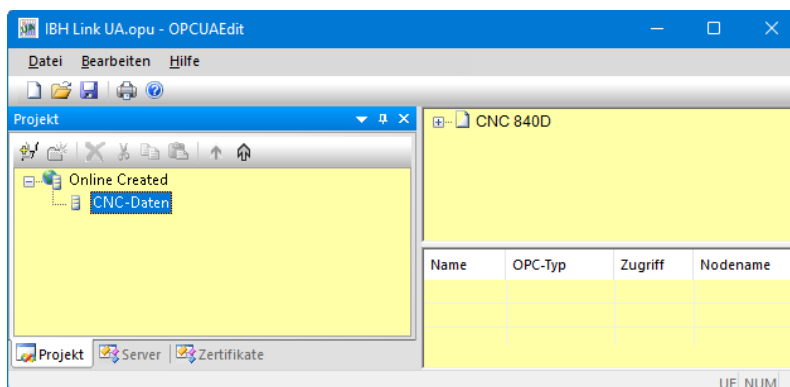 IBH Link UA.opu - OPCUAEdit
Datei Bearbeiten Hilfe
Projekt
Online Created
CNC-Daten
CNC 840D
Name OPC-Typ Zugriff Nodename
Projekt Server Zertifikate
UF NUM